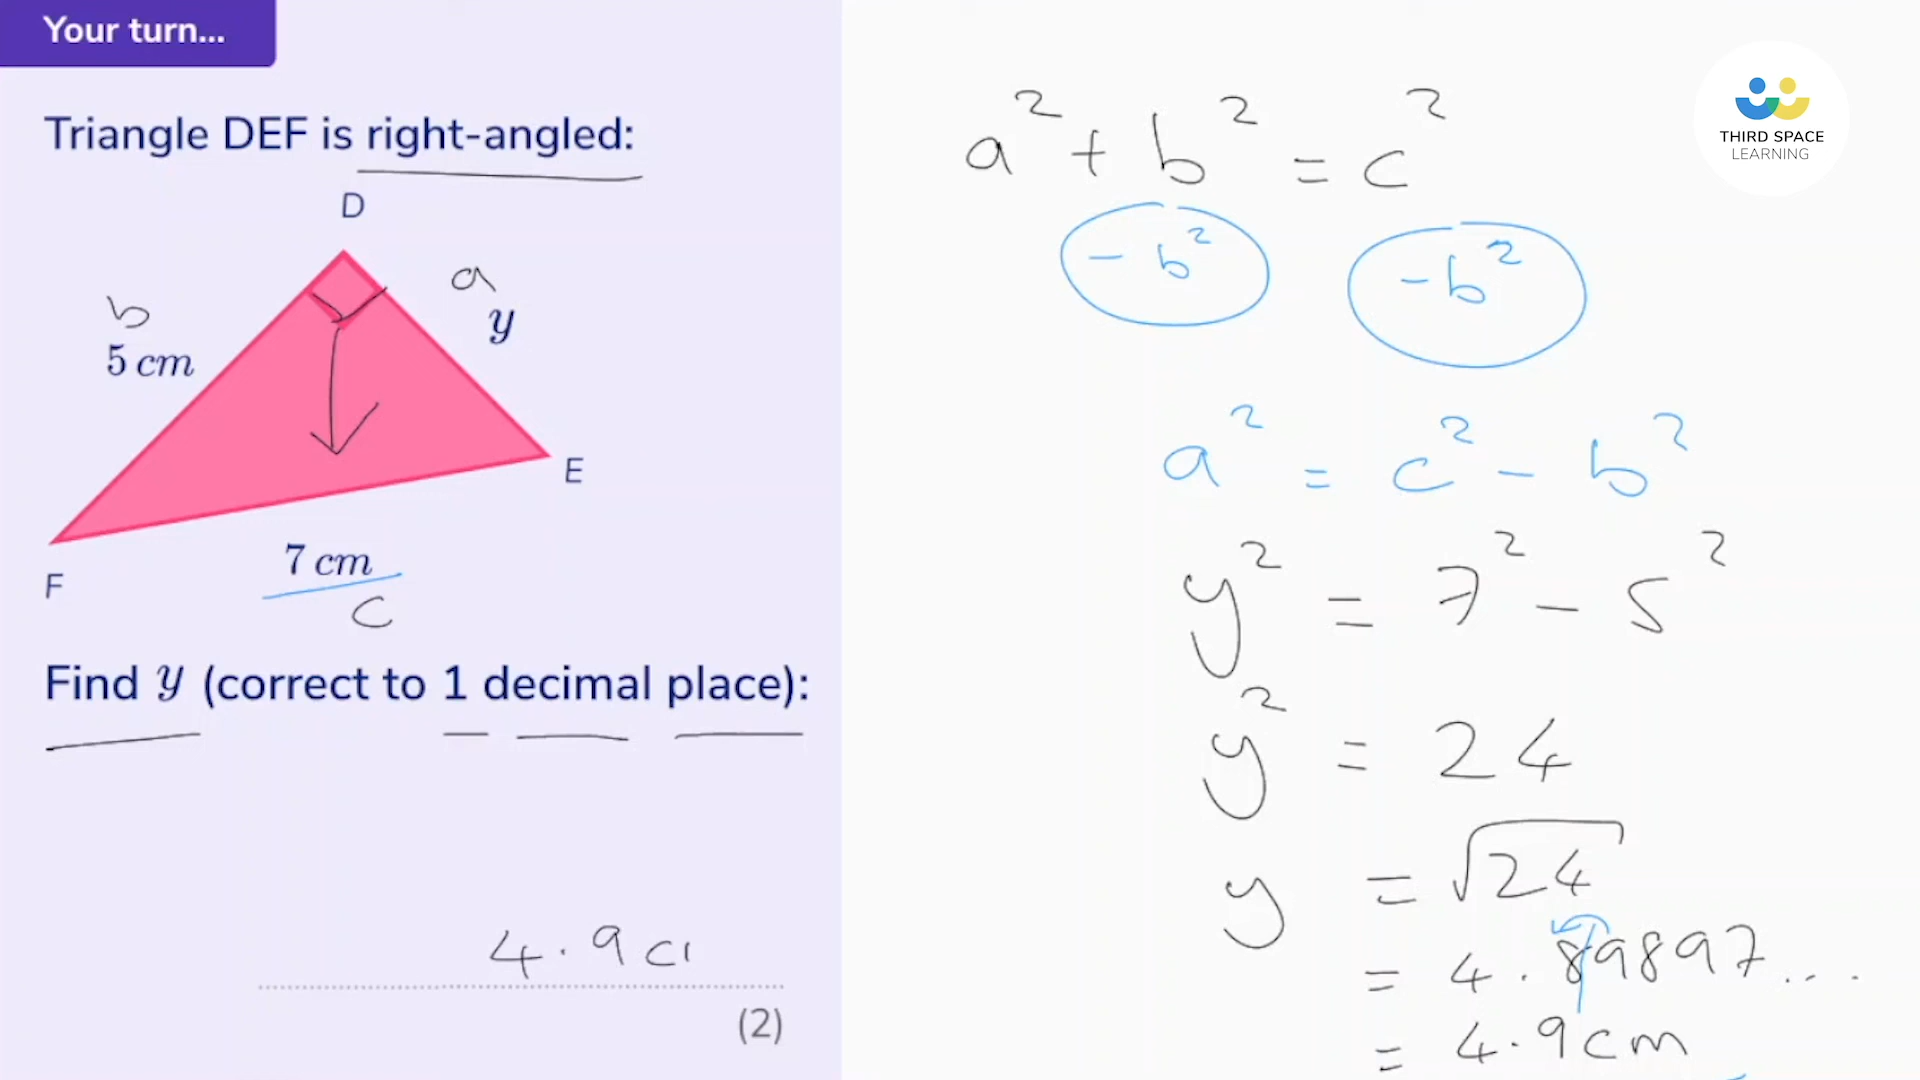 Your turn...
Triangle DEF is right-angled:
D
a
b
y
5 cm
E
7 cm
F
c
Find y (correct to 1 decimal place):
4.9 c
(2)
a² + b² = c²
- b² - b²
a² = c² - b²
y² = 7² - 5²
y² = 24
y = √24
= 4.89897...
= 4.9cm
THIRD SPACE
LEARNING